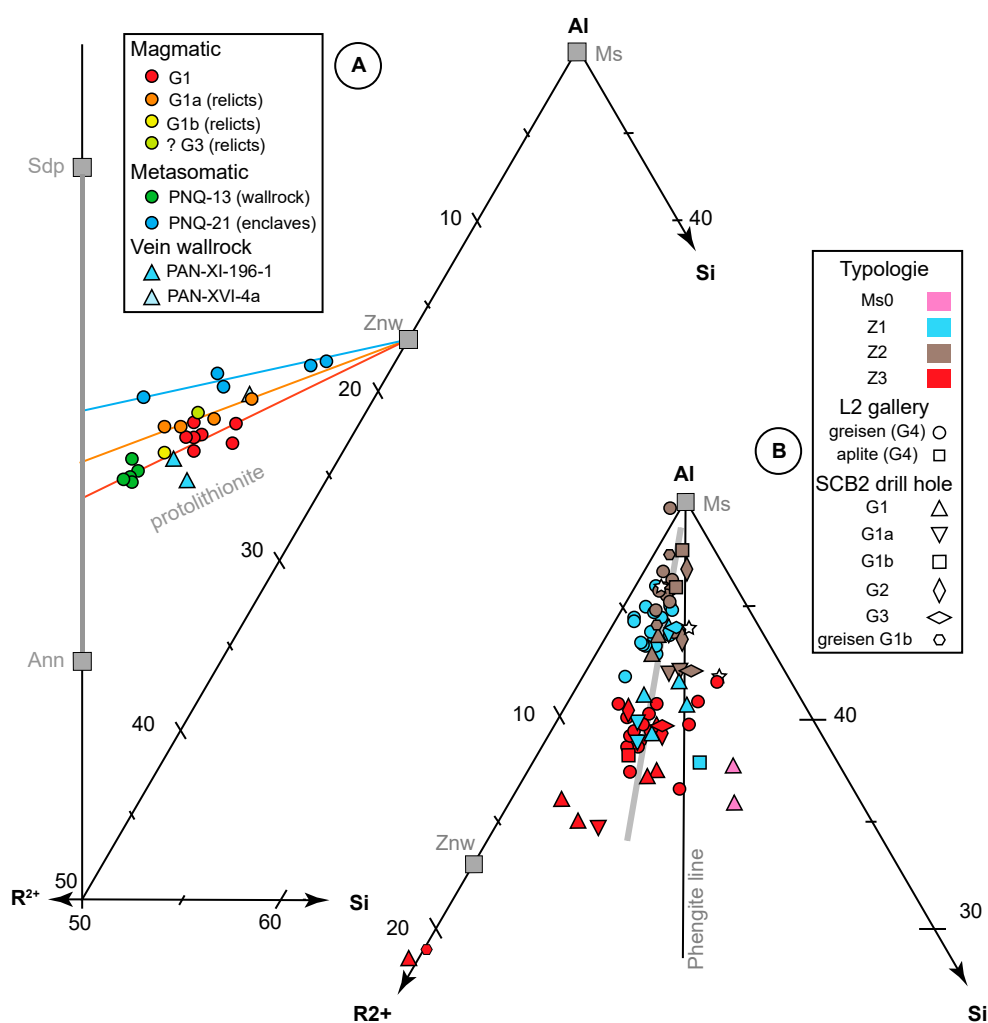 Al
Ms
A
Magmatic
G1
G1a (relicts)
G1b (relicts)
? G3 (relicts)
Metasomatic
PNQ-13 (wallrock)
PNQ-21 (enclaves)
Vein wallrock
PAN-XI-196-1
PAN-XVI-4a
Sdp
10
40
Si
Znw
20
protolithionite
30
Ann
40
50
R2+
Si
50
60
Typologie
Ms0
Z1
Z2
Z3
L2 gallery
greisen (G4)
aplite (G4)
SCB2 drill hole
G1
G1a
G1b
G2
G3
greisen G1b
B
Al
Ms
10
40
Znw
Phengite line
20
30
R2+
Si